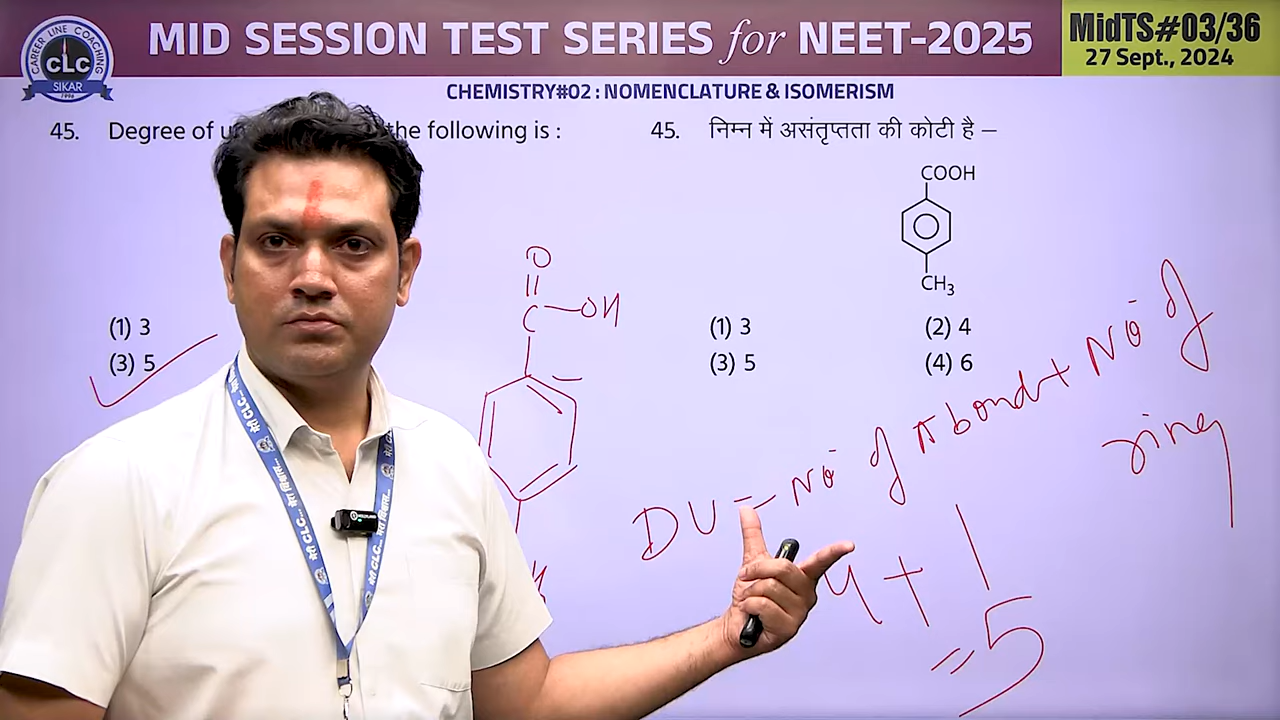 MID SESSION TEST SERIES for NEET-2025
MidTS#03/36
27 Sept., 2024
CAREER LINE COACHING
CLC
SIKAR
1996
CHEMISTRY#02 : NOMENCLATURE & ISOMERISM
45. Degree of the following is :
45. निम्न में असंतृप्तता की कोटी है –
COOH
CH₃
(1) 3
(3) 5
(1) 3 (2) 4
(3) 5 (4) 6
O
C OH
DU = No of π bond + No of ring
4 + 1
= 5
मेरी CLC...